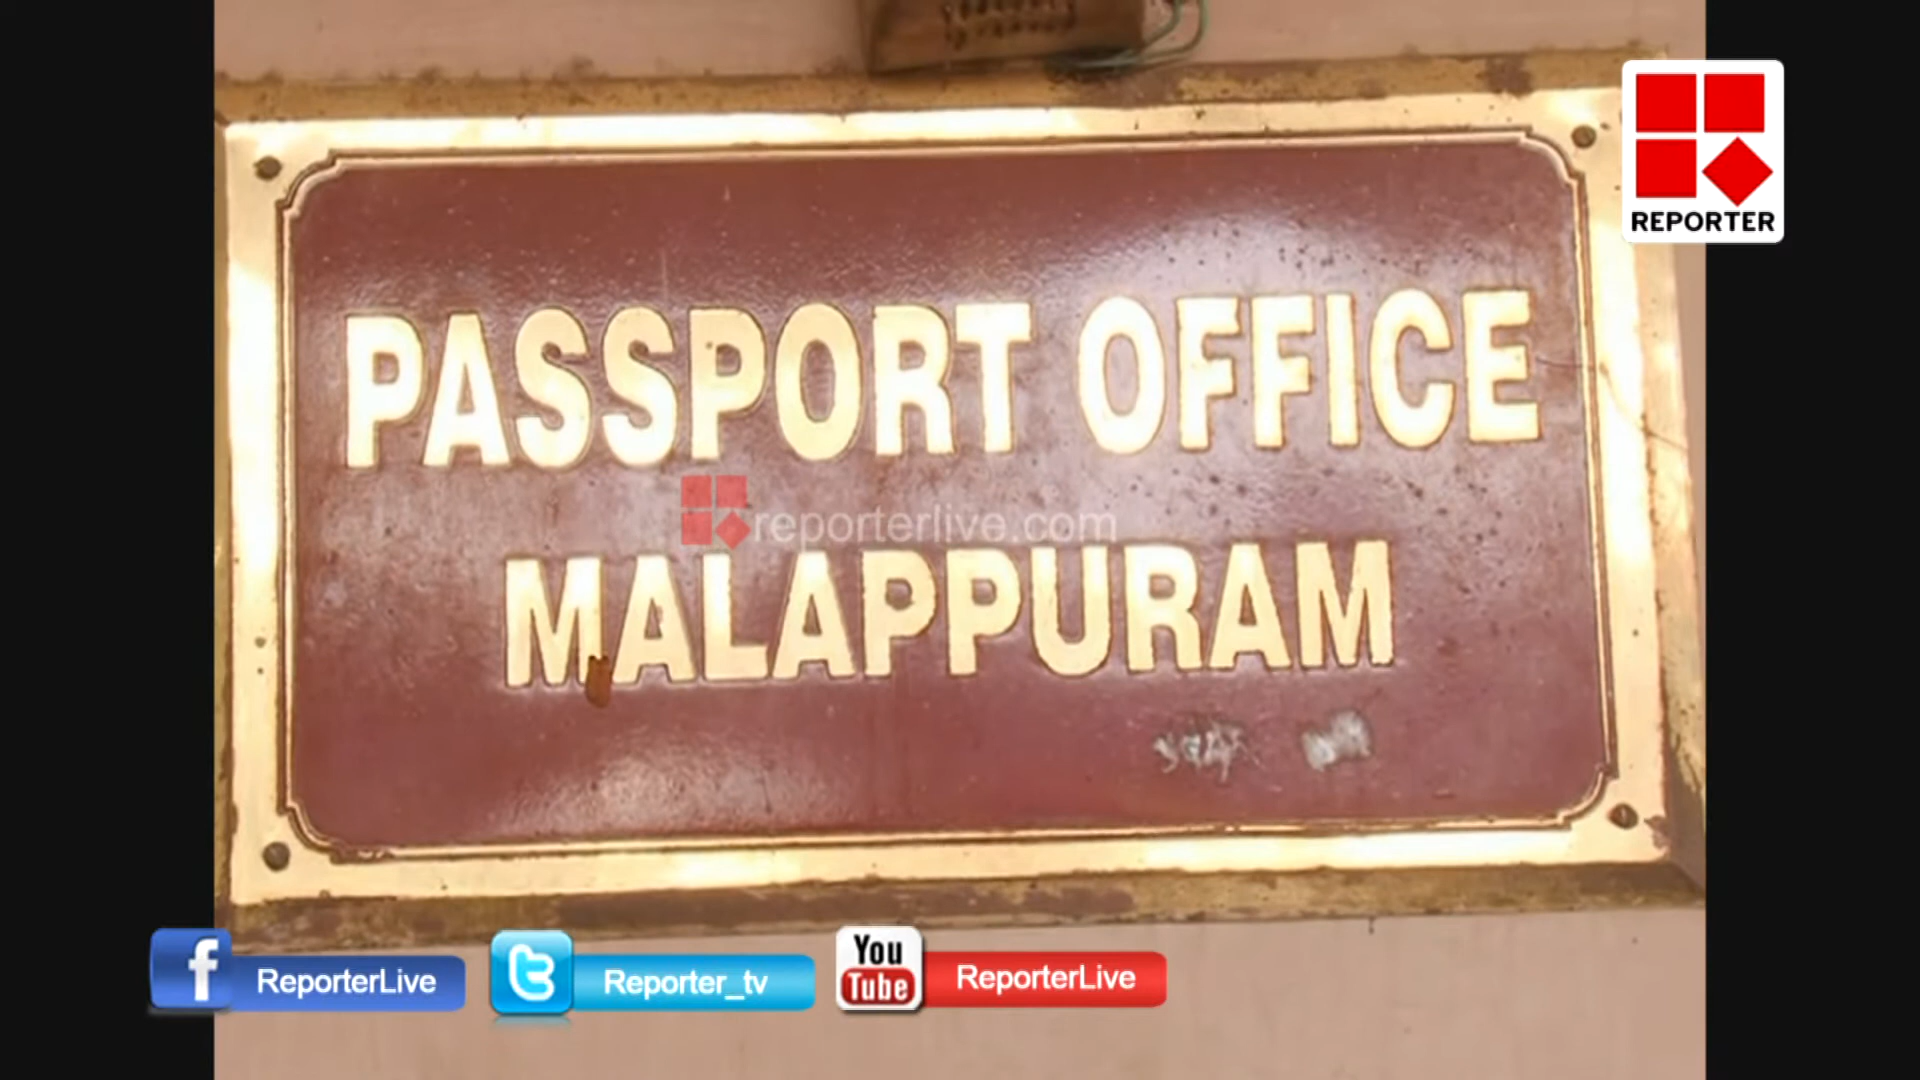 REPORTER
PASSPORT OFFICE
reporterlive.com
MALAPPURAM
f ReporterLive
Reporter_tv
You Tube ReporterLive